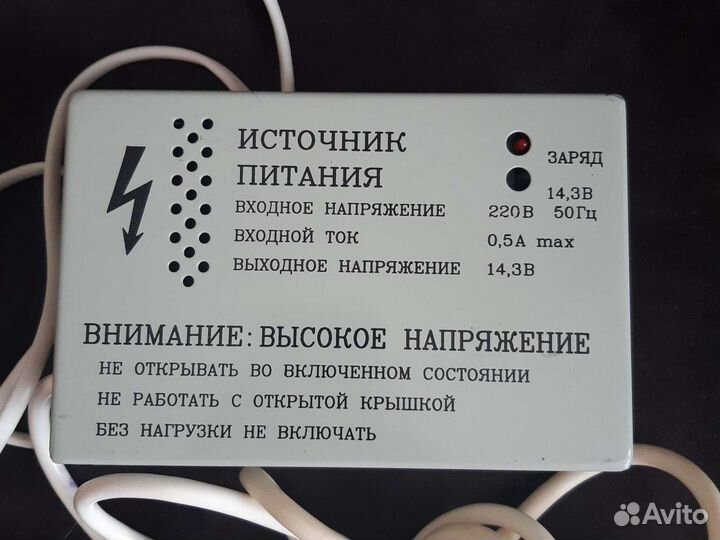 ИСТОЧНИК
ПИТАНИЯ
ЗАРЯД
14,3В
ВХОДНОЕ НАПРЯЖЕНИЕ 220В 50Гц
ВХОДНОЙ ТОК 0,5А max
ВЫХОДНОЕ НАПРЯЖЕНИЕ 14,3В
ВНИМАНИЕ: ВЫСОКОЕ НАПРЯЖЕНИЕ
НЕ ОТКРЫВАТЬ ВО ВКЛЮЧЕННОМ СОСТОЯНИИ
НЕ РАБОТАТЬ С ОТКРЫТОЙ КРЫШКОЙ
БЕЗ НАГРУЗКИ НЕ ВКЛЮЧАТЬ
Avito